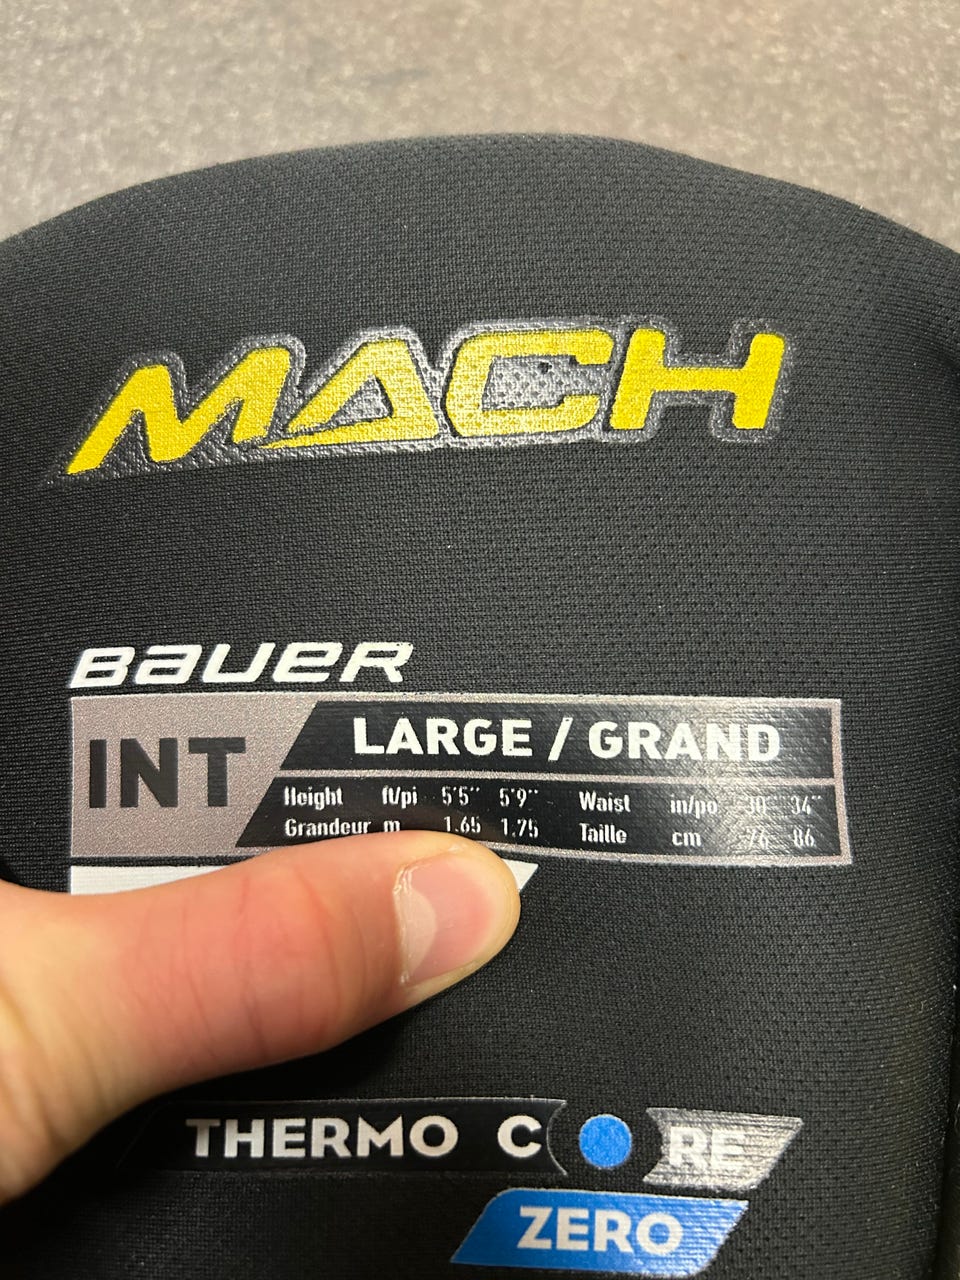 MACH
BAUER
INT
LARGE / GRAND
Height ft/pi 5'5" 5'9" Waist in/po 30" 34"
Grandeur m 1.65 1.75 Taille cm 76 86
THERMO CORE
ZERO